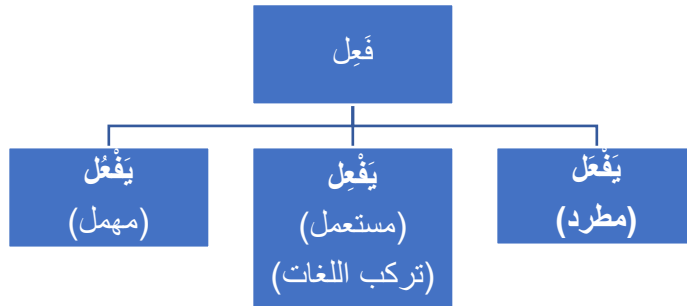 فَعِل
يَفْعَل
(مطرد)
يَفْعِل
(مستعمل)
(تركب اللغات)
يَفْعُل
(مهمل)